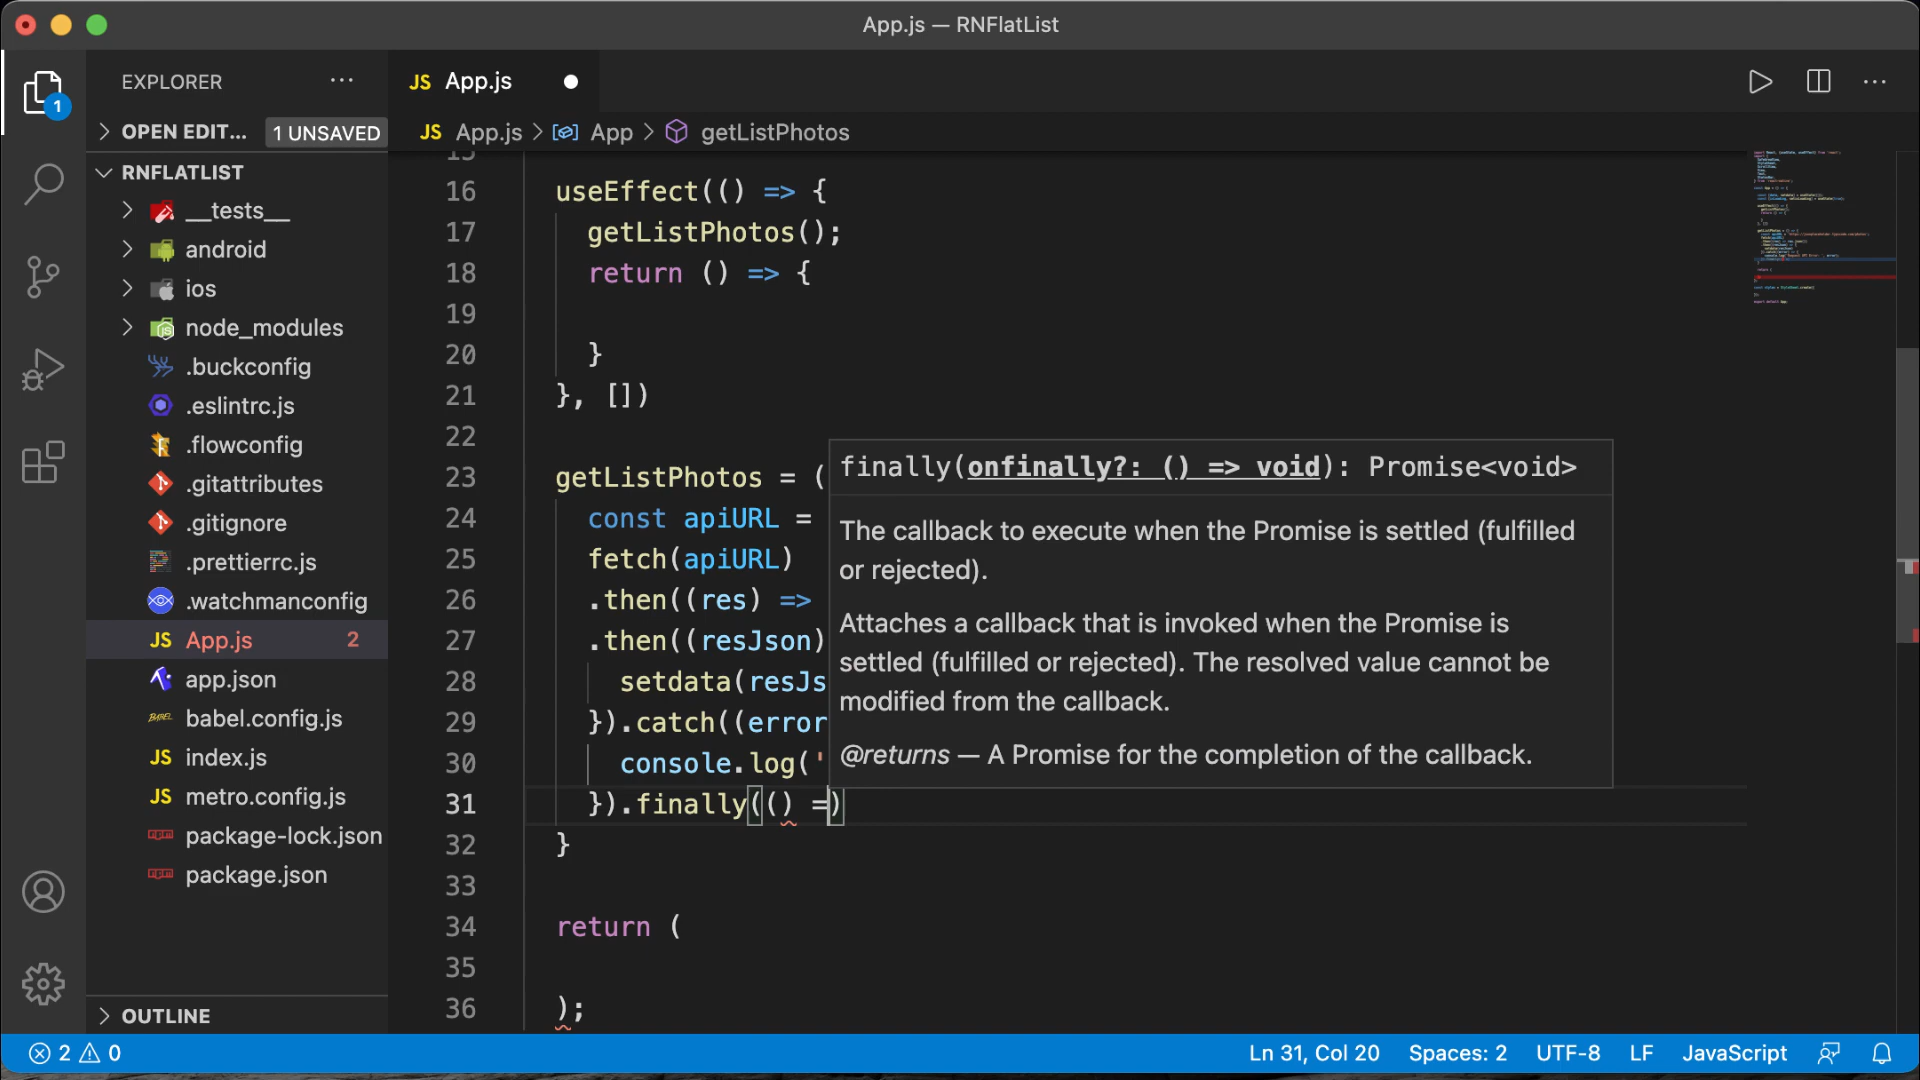 App.js — RNFlatList
EXPLORER
JS App.js
1
OPEN EDIT... 1 UNSAVED
JS App.js > App > getListPhotos
RNFLATLIST
__tests__
android
ios
node_modules
.buckconfig
.eslintrc.js
.flowconfig
.gitattributes
.gitignore
.prettierrc.js
.watchmanconfig
JS App.js 2
app.json
BABEL babel.config.js
JS index.js
JS metro.config.js
package-lock.json
package.json
OUTLINE
15
16 useEffect(() => {
17 getListPhotos();
18 return () => {
19
20 }
21 }, [])
22
23 getListPhotos = (
24 const apiURL =
25 fetch(apiURL)
26 .then((res) =>
27 .then((resJson)
28 setdata(resJs
29 }).catch((error
30 console.log('
31 }).finally(() =)
32 }
33
34 return (
35
36 );
finally(onfinally?: () => void): Promise<void>
The callback to execute when the Promise is settled (fulfilled
or rejected).
Attaches a callback that is invoked when the Promise is
settled (fulfilled or rejected). The resolved value cannot be
modified from the callback.
@returns — A Promise for the completion of the callback.
2 0
Ln 31, Col 20 Spaces: 2 UTF-8 LF JavaScript